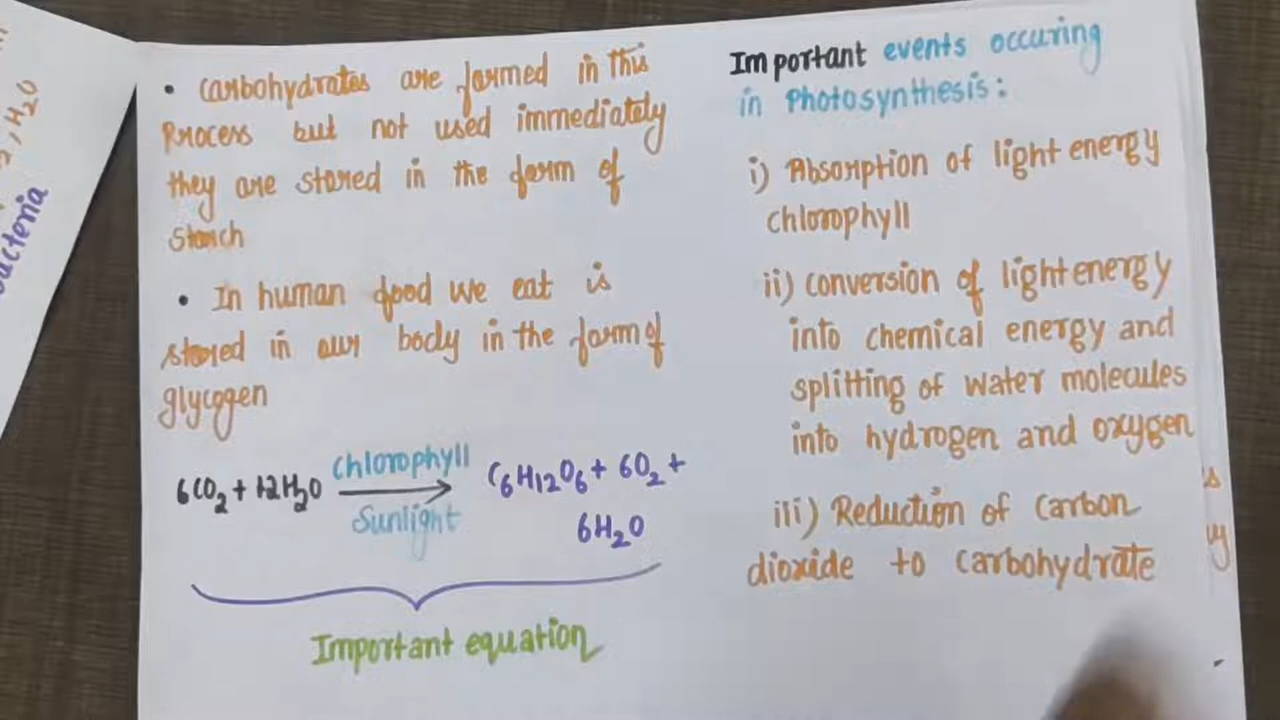 H2O
bacteria
• Carbohydrates are formed in this
Process but not used immediately
they are stored in the form of
starch
• In human food we eat is
stored in our body in the form of
glycogen
6CO2 + 12H2O Chlorophyll Sunlight C6H12O6 + 6O2 +
6H2O
Important equation
Important events occuring
in Photosynthesis:
i) Absorption of light energy
chlorophyll
ii) conversion of light energy
into chemical energy and
splitting of water molecules
into hydrogen and oxygen
iii) Reduction of carbon
dioxide to carbohydrate